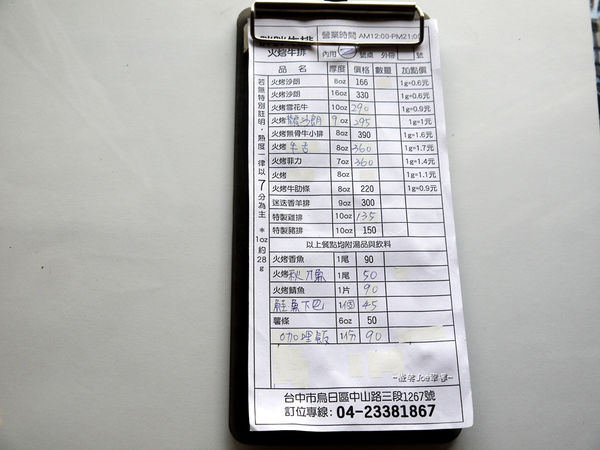 營業時間 AM12:00-PM21:00
火焰牛排 內用 號桌 外帶 號
品名 厚度 價格 數量 加點價
火烤沙朗 8oz 166 1g=0.6元
火烤沙朗 16oz 330 1g=0.6元
火烤雪花牛 10oz 290 1g=0.9元
火烤 沙朗 9oz 395 1g=1元
火烤無骨牛小排 8oz 390 1g=1.6元
火烤牛舌 8oz 360 1g=1.7元
火烤菲力 7oz 360 1g=1.4元
火烤 8oz 1g=1.1元
火烤牛肋條 8oz 220 1g=0.9元
迷迭香羊排 9oz 300
特製雞排 10oz 135
特製豬排 10oz 150
以上餐點均附湯品與飲料
火烤香魚 1尾 90
火烤秋刀魚 1尾 50
火烤鯖魚 1片 90
鮭魚下巴 1個 45
薯條 6oz 50
咖哩飯 1份 90
若無特別註明，熟度一律以7分為主 *1oz約28g
台中市烏日區中山路三段1267號
訂位專線: 04-23381867